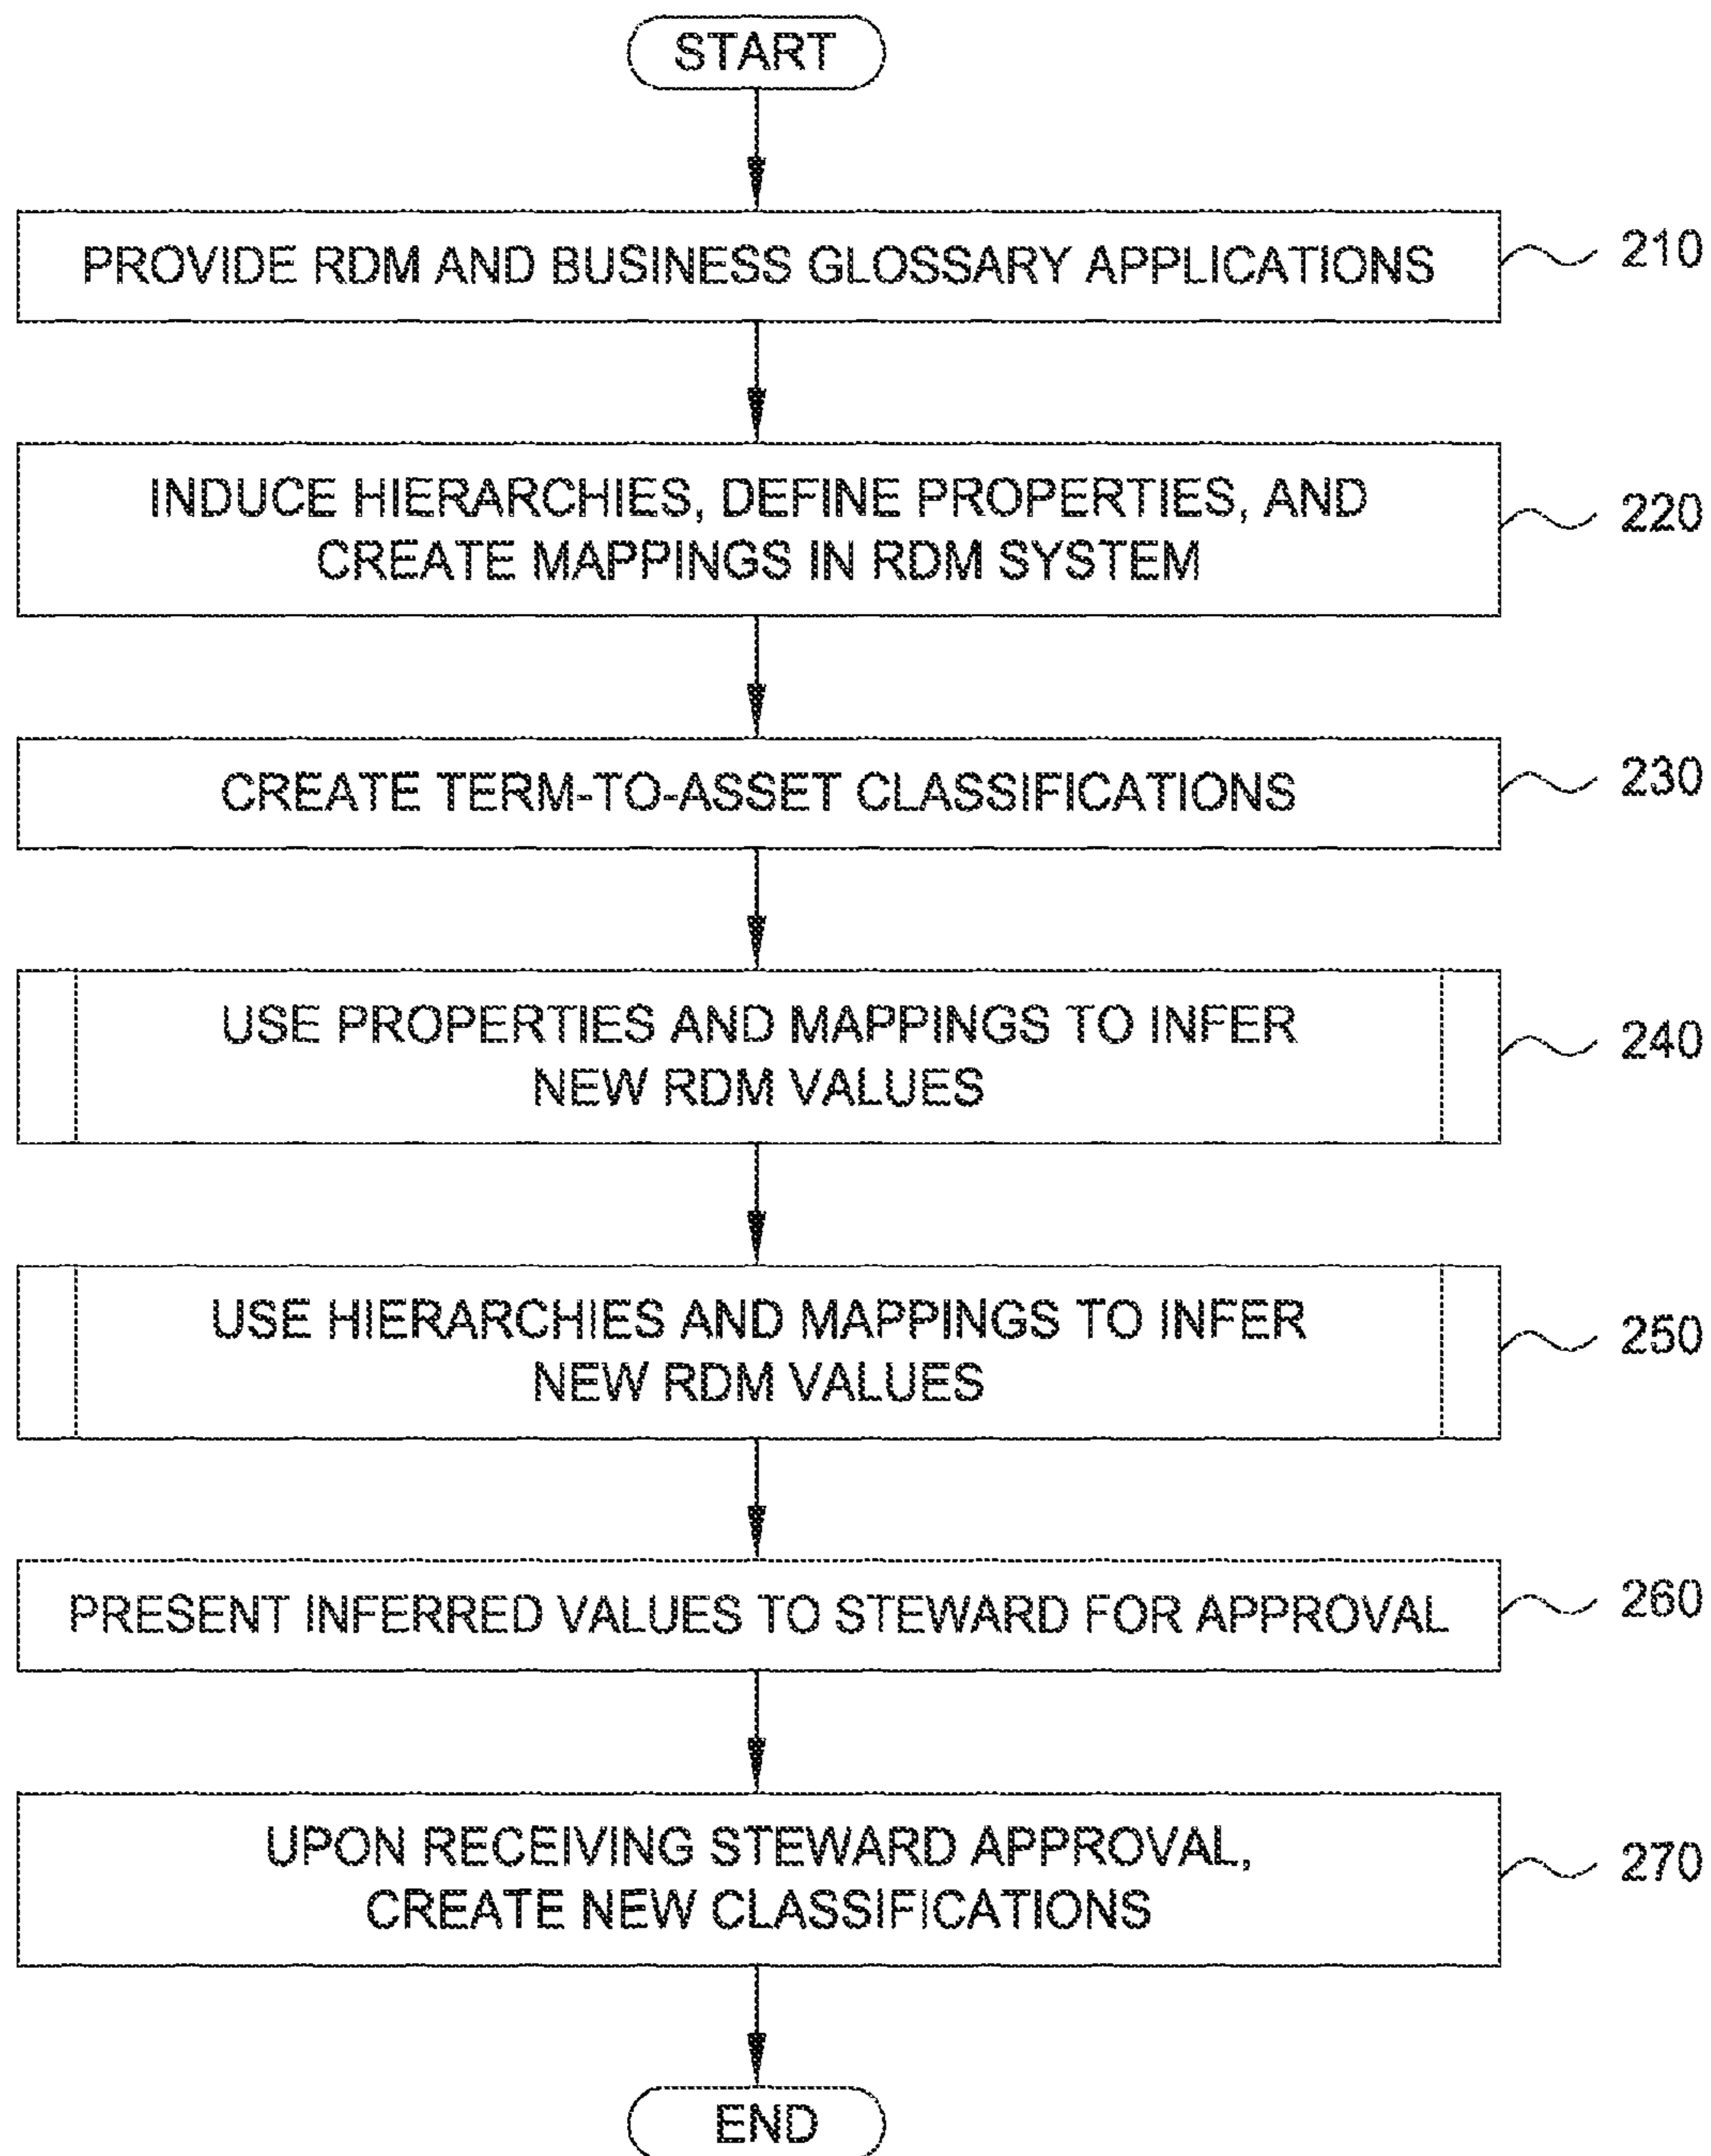 START
PROVIDE RDM AND BUSINESS GLOSSARY APPLICATIONS
210
INDUCE HIERARCHIES, DEFINE PROPERTIES, AND
CREATE MAPPINGS IN RDM SYSTEM
220
CREATE TERM-TO-ASSET CLASSIFICATIONS
230
USE PROPERTIES AND MAPPINGS TO INFER
NEW RDM VALUES
240
USE HIERARCHIES AND MAPPINGS TO INFER
NEW RDM VALUES
250
PRESENT INFERRED VALUES TO STEWARD FOR APPROVAL
260
UPON RECEIVING STEWARD APPROVAL,
CREATE NEW CLASSIFICATIONS
270
END